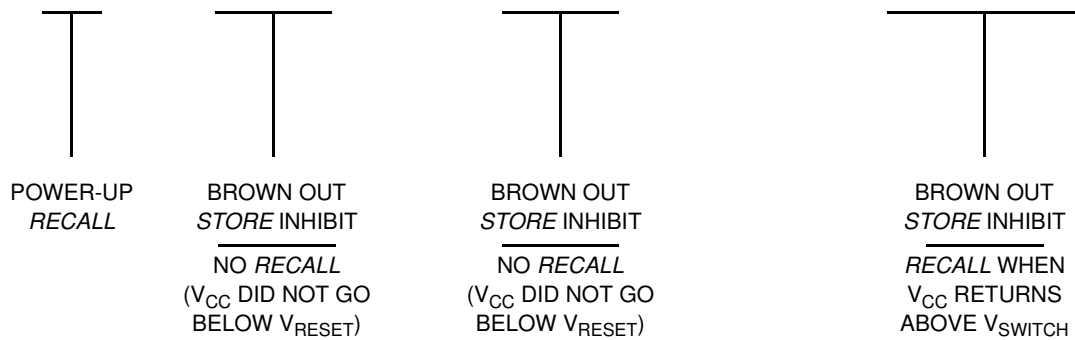 POWER-UP
RECALL
BROWN OUT
STORE INHIBIT
NO RECALL
(VCC DID NOT GO
BELOW VRESET)
BROWN OUT
STORE INHIBIT
NO RECALL
(VCC DID NOT GO
BELOW VRESET)
BROWN OUT
STORE INHIBIT
RECALL WHEN
VCC RETURNS
ABOVE VSWITCH